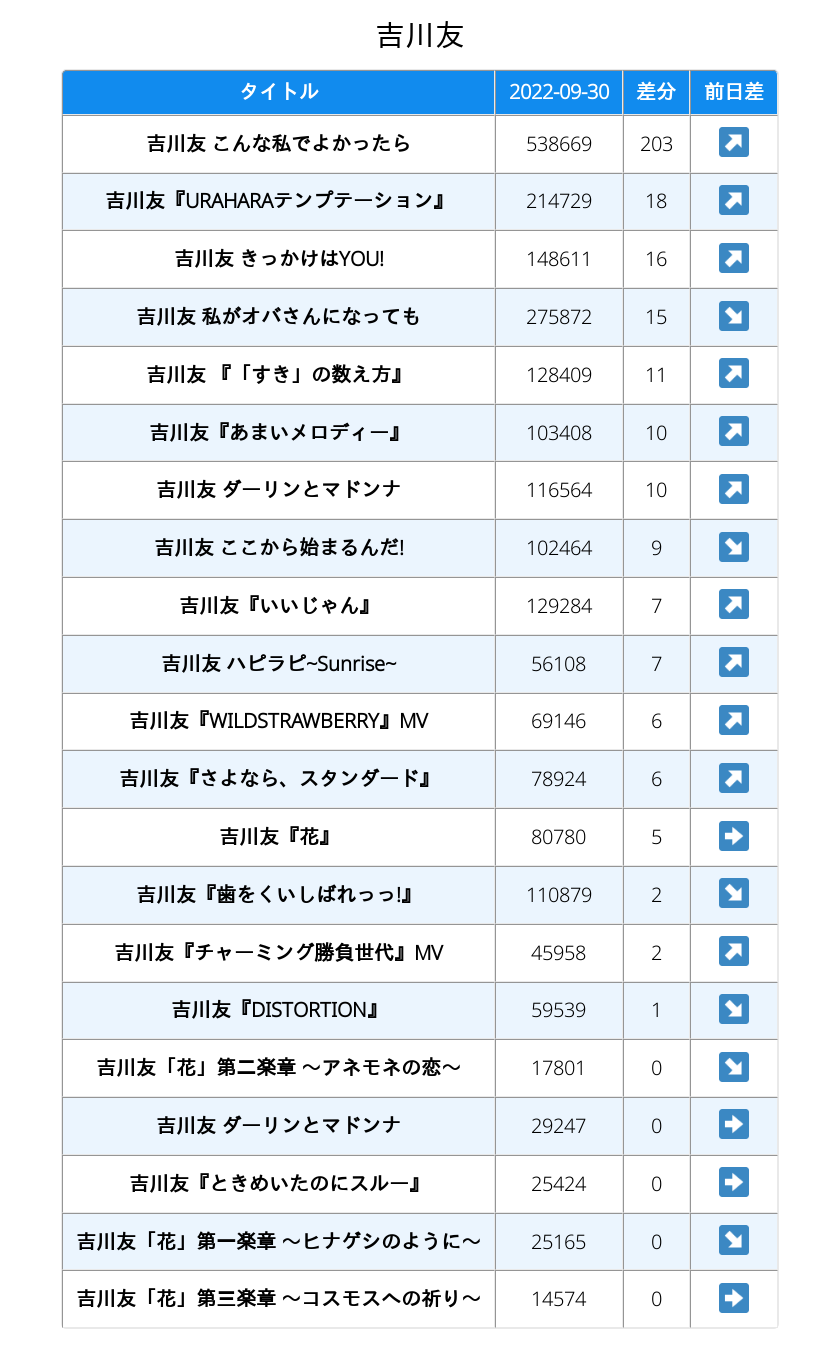 吉川友
タイトル 2022-09-30 差分 前日差
吉川友 こんな私でよかったら 538669 203
吉川友『URAHARAテンプテーション』 214729 18
吉川友 きっかけはYOU! 148611 16
吉川友 私がオバさんになっても 275872 15
吉川友 『「すき」の数え方』 128409 11
吉川友『あまいメロディー』 103408 10
吉川友 ダーリンとマドンナ 116564 10
吉川友 ここから始まるんだ! 102464 9
吉川友『いいじゃん』 129284 7
吉川友 ハピラピ~Sunrise~ 56108 7
吉川友『WILDSTRAWBERRY』MV 69146 6
吉川友『さよなら、スタンダード』 78924 6
吉川友『花』 80780 5
吉川友『歯をくいしばれっっ!』 110879 2
吉川友『チャーミング勝負世代』MV 45958 2
吉川友『DISTORTION』 59539 1
吉川友「花」第二楽章 〜アネモネの恋〜 17801 0
吉川友 ダーリンとマドンナ 29247 0
吉川友『ときめいたのにスルー』 25424 0
吉川友「花」第一楽章 〜ヒナゲシのように〜 25165 0
吉川友「花」第三楽章 〜コスモスへの祈り〜 14574 0